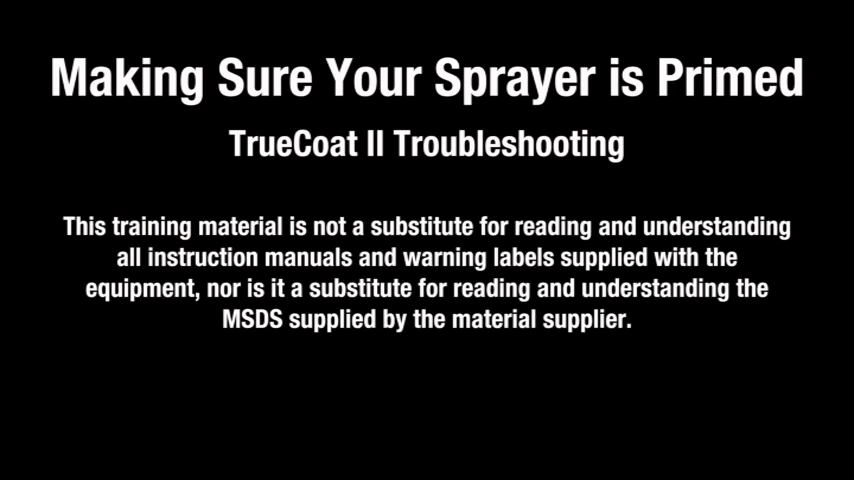 Making Sure Your Sprayer is Primed
TrueCoat II Troubleshooting
This training material is not a substitute for reading and understanding
all instruction manuals and warning labels supplied with the
equipment, nor is it a substitute for reading and understanding the
MSDS supplied by the material supplier.